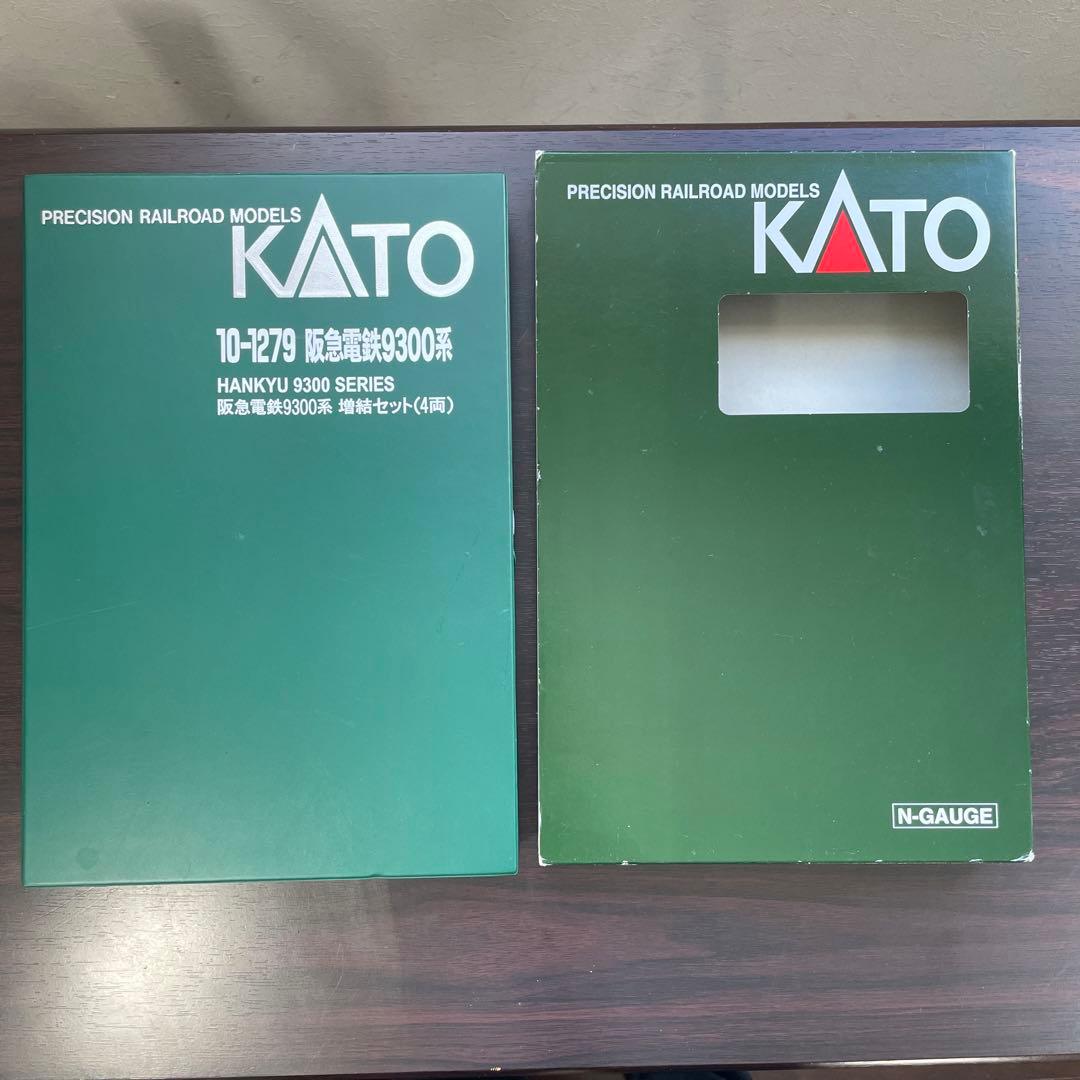 PRECISION RAILROAD MODELS
KATO
10-1279 阪急電鉄9300系
HANKYU 9300 SERIES
阪急電鉄9300系 増結セット(4両)
PRECISION RAILROAD MODELS
KATO
N-GAUGE